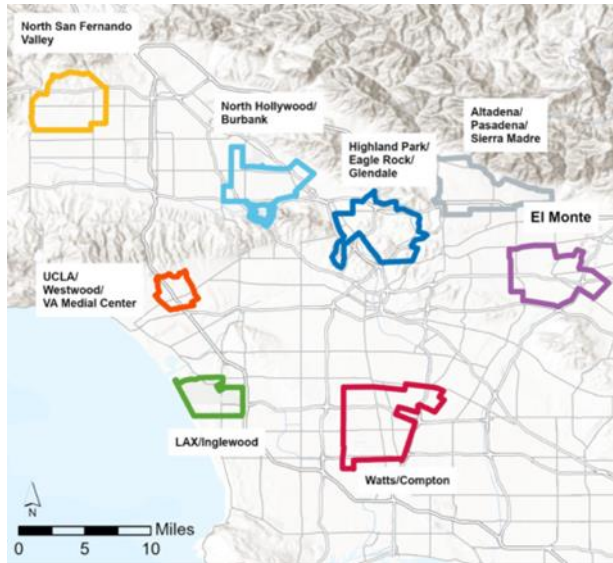 North San Fernando
Valley
North Hollywood/
Burbank
Highland Park/
Eagle Rock/
Glendale
Altadena/
Pasadena/
Sierra Madre
El Monte
UCLA/
Westwood/
VA Medial Center
LAX/Inglewood
Watts/Compton
N
Miles
0 5 10